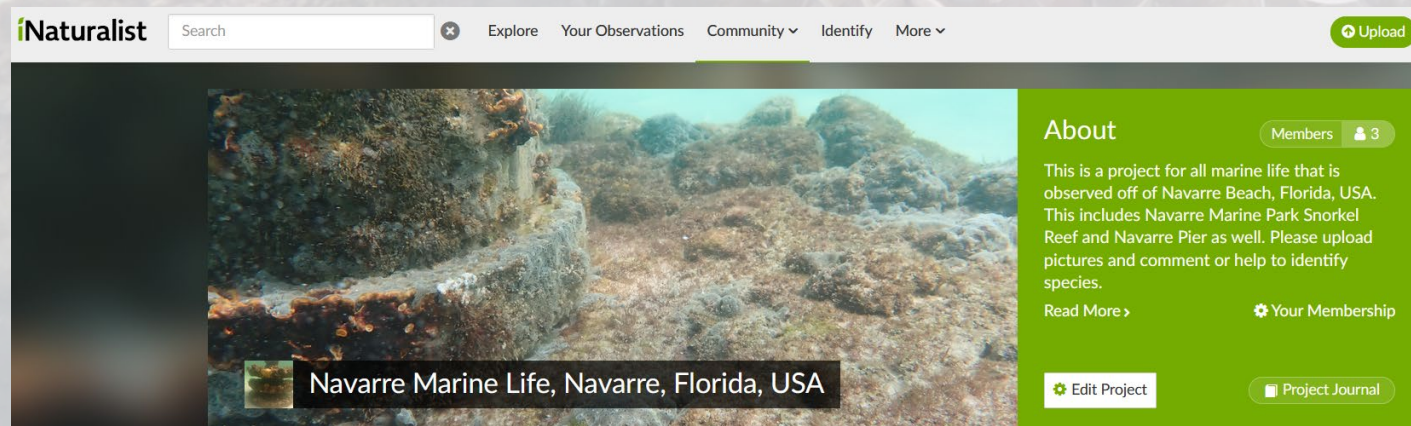 iNaturalist Search Explore Your Observations Community Identify More Upload
About Members 3
This is a project for all marine life that is
observed off of Navarre Beach, Florida, USA.
This includes Navarre Marine Park Snorkel
Reef and Navarre Pier as well. Please upload
pictures and comment or help to identify
species.
Read More > Your Membership
Navarre Marine Life, Navarre, Florida, USA
Edit Project Project Journal